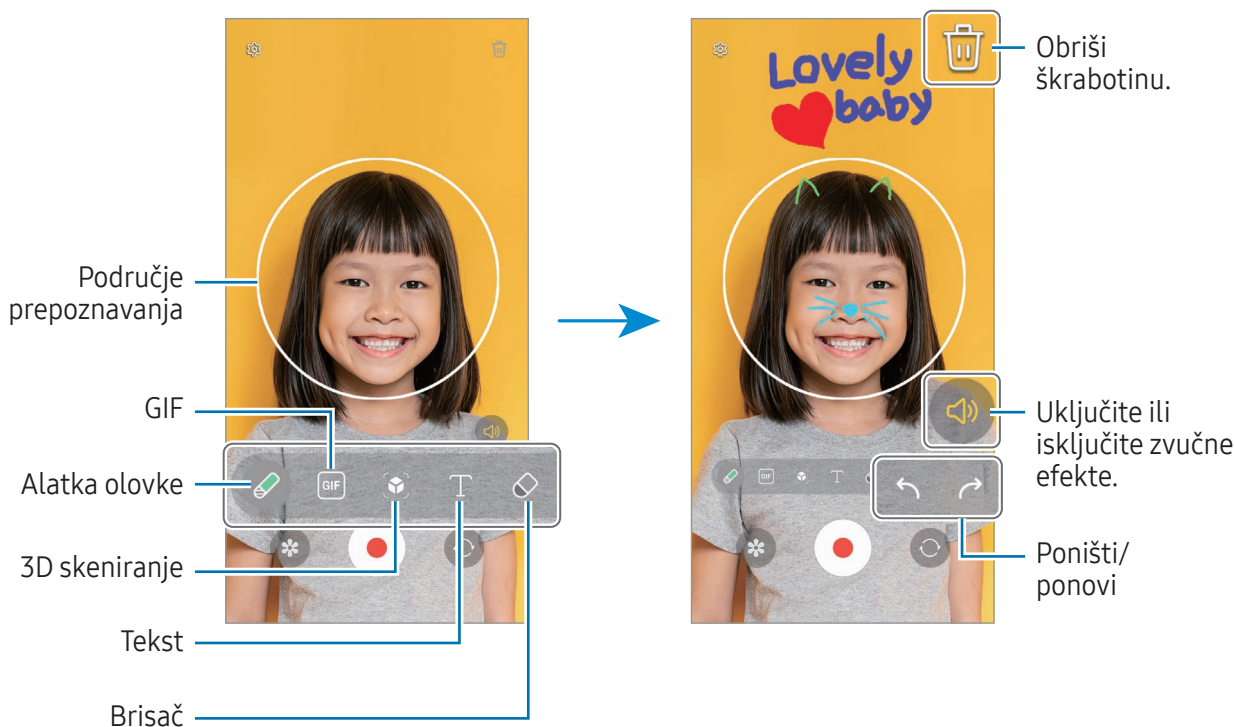 Lovely
baby
Obriši
škrabotinu.
Područje
prepoznavanja
GIF
Alatka olovke
GIF
T
3D skeniranje
Tekst
Brisač
Uključite ili
isključite zvučne
efekte.
GIF
T
Poništi/
ponovi